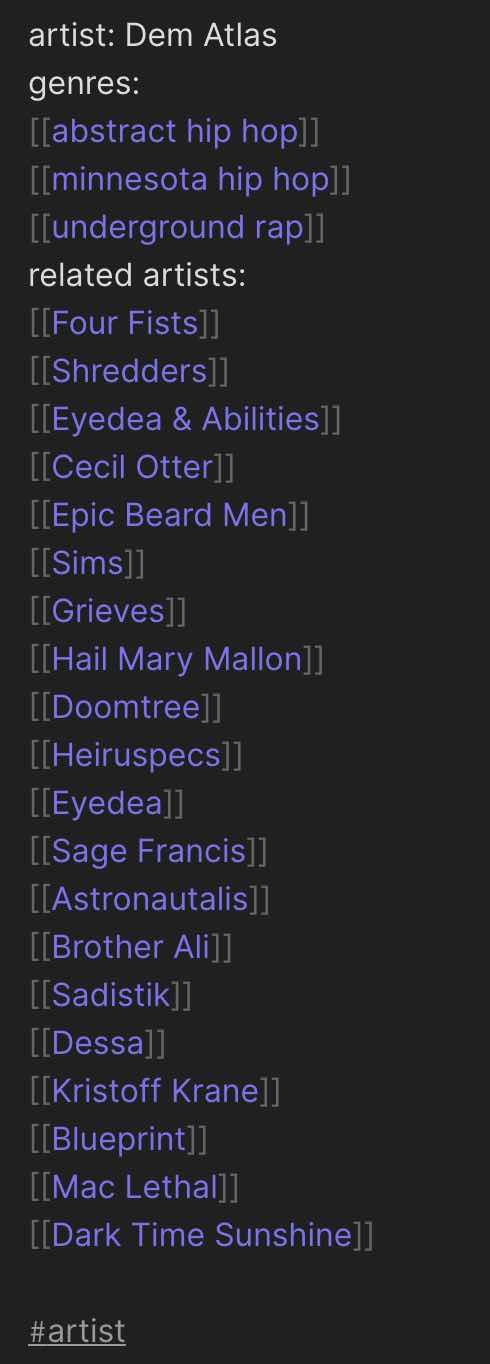 artist: Dem Atlas
genres:
[[abstract hip hop]]
[[minnesota hip hop]]
[[underground rap]]
related artists:
[[Four Fists]]
[[Shredders]]
[[Eyedea & Abilities]]
[[Cecil Otter]]
[[Epic Beard Men]]
[[Sims]]
[[Grieves]]
[[Hail Mary Mallon]]
[[Doomtree]]
[[Heiruspecs]]
[[Eyedea]]
[[Sage Francis]]
[[Astronautalis]]
[[Brother Ali]]
[[Sadistik]]
[[Dessa]]
[[Kristoff Krane]]
[[Blueprint]]
[[Mac Lethal]]
[[Dark Time Sunshine]]
#artist